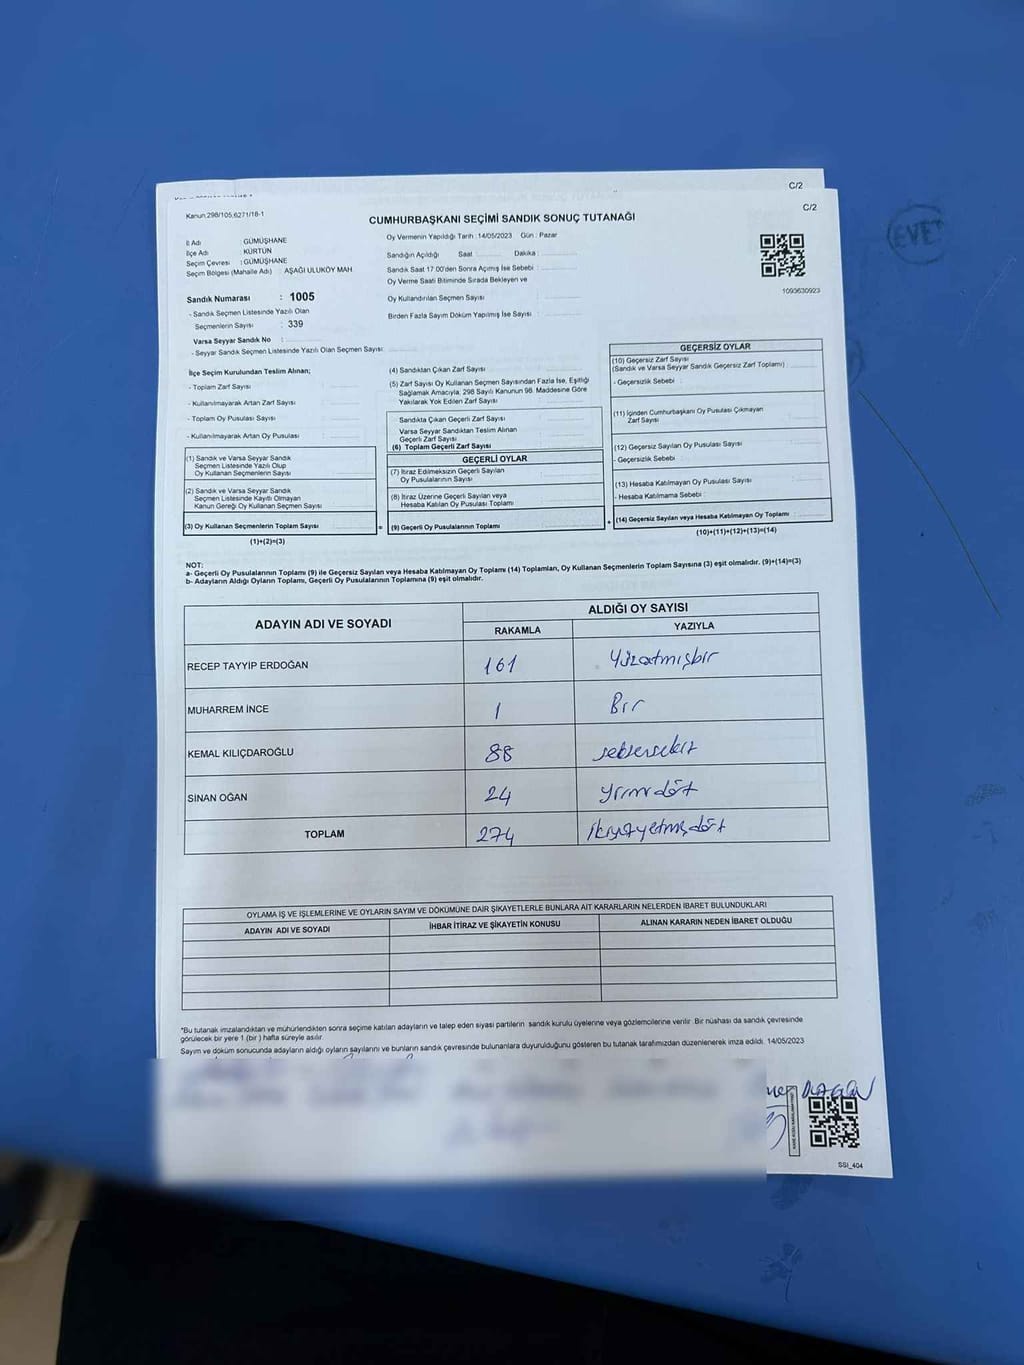 C/2
C/2
Kanun:298/105,6271/18-1
CUMHURBAŞKANI SEÇİMİ SANDIK SONUÇ TUTANAĞI
İl Adı : GÜMÜŞHANE
İlçe Adı : KÜRTÜN
Seçim Çevresi : GÜMÜŞHANE
Seçim Bölgesi (Mahalle Adı) : AŞAĞI ULUKÖY MAH
Sandık Numarası : 1005
- Sandık Seçmen Listesinde Yazılı Olan
Seçmenlerin Sayısı : 339
Varsa Seyyar Sandık No :
- Seyyar Sandık Seçmen Listesinde Yazılı Olan Seçmen Sayısı:
Oy Vermenin Yapıldığı Tarih : 14/05/2023 Gün : Pazar
Sandığın Açıldığı Saat Dakika :
Sandık Saat 17.00'den Sonra Açımış İse Sebebi :
Oy Verme Saati Bitiminde Sırada Bekleyen ve
Oy Kullandırılan Seçmen Sayısı :
Birden Fazla Sayım Döküm Yapılmış İse Sayısı :
1093630923
EVET
İlçe Seçim Kurulundan Teslim Alınan;
- Toplam Zarf Sayısı :
- Kullanılmayarak Artan Zarf Sayısı :
- Toplam Oy Pusulası Sayısı :
- Kullanılmayarak Artan Oy Pusulası :
(1) Sandık ve Varsa Seyyar Sandık
Seçmen Listesinde Yazılı Olup
Oy Kullanan Seçmenlerin Sayısı :
(2) Sandık ve Varsa Seyyar Sandık
Seçmen Listesinde Kayıtlı Olmayan
Kanun Gereği Oy Kullanan Seçmen Sayısı :
(3) Oy Kullanan Seçmenlerin Toplam Sayısı :
(1)+(2)=(3)
(4) Sandıktan Çıkan Zarf Sayısı :
(5) Zarf Sayısı Oy Kullanan Seçmen Sayısından Fazla İse, Eşitliği
Sağlamak Amacıyla, 298 Sayılı Kanunun 98. Maddesine Göre
Yakılarak Yok Edilen Zarf Sayısı :
Sandıkta Çıkan Geçerli Zarf Sayısı :
Varsa Seyyar Sandıktan Teslim Alınan
Geçerli Zarf Sayısı :
(6) Toplam Geçerli Zarf Sayısı :
GEÇERLİ OYLAR
(7) İtiraz Edilmeksizin Geçerli Sayılan
Oy Pusulasının Sayısı :
(8) İtiraz Üzerine Geçerli Sayılan veya
Hesaba Katılan Oy Pusulası Toplamı :
= (9) Geçerli Oy Pusulalarının Toplamı :
GEÇERSİZ OYLAR
(10) Geçersiz Zarf Sayısı
(Sandık ve Varsa Seyyar Sandık Geçersiz Zarf Toplamı) :
- Geçersizlik Sebebi :
(11) İçinden Cumhurbaşkanı Oy Pusulası Çıkmayan
Zarf Sayısı :
(12) Geçersiz Sayılan Oy Pusulası Sayısı :
- Geçersizlik Sebebi :
(13) Hesaba Katılmayan Oy Pusulası Sayısı :
- Hesaba Katılmama Sebebi :
+ (14) Geçersiz Sayılan veya Hesaba Katılmayan Oy Toplamı :
(10)+(11)+(12)+(13)=(14)
NOT:
a- Geçerli Oy Pusulalarının Toplamı (9) ile Geçersiz Sayılan veya Hesaba Katılmayan Oy Toplamı (14) Toplamları, Oy Kullanan Seçmenlerin Toplam Sayısına (3) eşit olmalıdır. (9)+(14)=(3)
b- Adayların Aldığı Oyların Toplamı, Geçerli Oy Pusulalarının Toplamına (9) eşit olmalıdır.
ADAYIN ADI VE SOYADI ALDIĞI OY SAYISI
RAKAMLA YAZIYLA
RECEP TAYYİP ERDOĞAN 161 Yüzatmışbir
MUHARREM İNCE 1 Bir
KEMAL KILIÇDAROĞLU 88 seksensekiz
SİNAN OĞAN 24 yirmidört
TOPLAM 274 ikiyüzyetmişdört
OYLAMA İŞ VE İŞLEMLERİNE VE OYLARIN SAYIM VE DÖKÜMÜNE DAİR ŞİKAYETLERLE BUNLARA AİT KARARLARIN NELERDEN İBARET BULUNDUKLARI
ADAYIN ADI VE SOYADI İHBAR İTİRAZ VE ŞİKAYETİN KONUSU ALINAN KARARIN NEDEN İBARET OLDUĞU
*Bu tutanak imzalandıktan ve mühürlendikten sonra seçime katılan adayların ve talep eden siyasi partilerin sandık kurulu üyelerine veya gözlemcilerine verilir. Bir nüshası da sandık çevresinde
görülecek bir yere 1 (bir) hafta süreyle asılır.
Sayım ve döküm sonucunda adayların aldığı oyların sayılarını ve bunların sandık çevresinde bulunanlara duyurulduğunu gösteren bu tutanak tarafımızdan düzenlenerek imza edildi. 14/05/2023
SSI_404